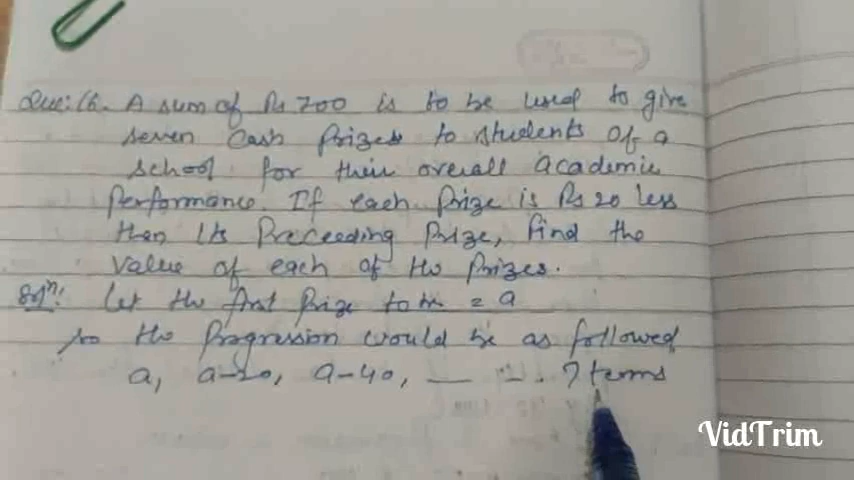 Que: 16. A sum of Rs 700 is to be used to give
seven cash prizes to students of a
school for their overall academic
performance. If each prize is Rs 20 less
then its preceeding prize, find the
value of each of the prizes.
Solⁿ: Let the first prize to be = a
so the progression would be as followed
a, a-20, a-40, — - . 7 terms
VidTrim